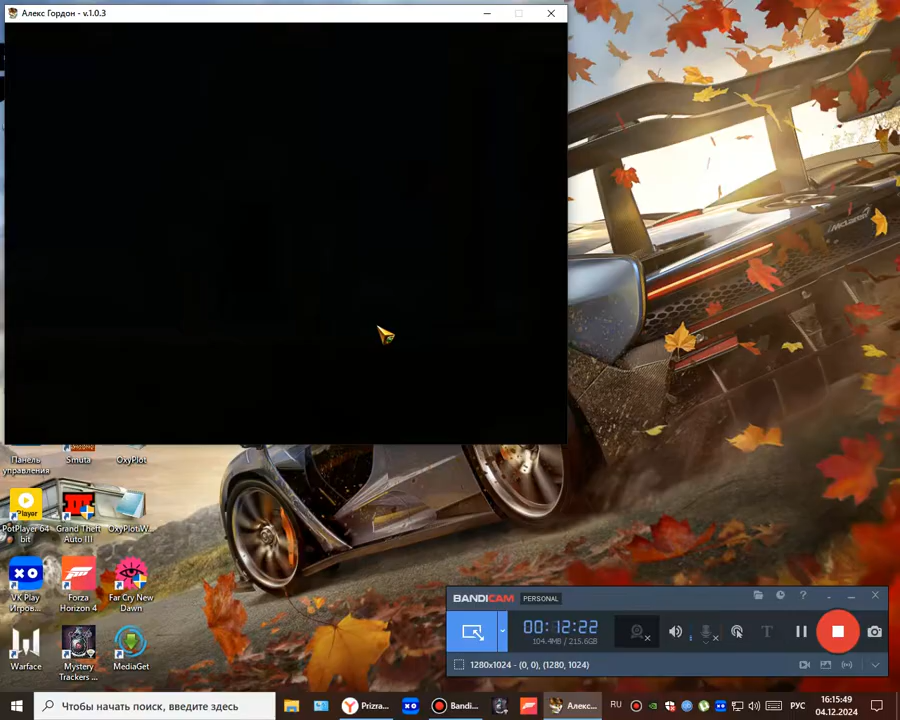 Алекс Гордон - v.1.0.3
McLaren
Панель управления
Smuta
OxyPlot
Player
PotPlayer 64 bit
Grand Theft Auto III
OxyPlotW...
VK Play Игров...
Forza Horizon 4
Far Cry New Dawn
Warface
Mystery Trackers ...
MediaGet
BANDICAM PERSONAL
00:12:22
104.4MB / 215.6GB
1280x1024 - (0, 0), (1280, 1024)
Чтобы начать поиск, введите здесь
Prizra...
Bandi...
Алекс...
RU
РУС
16:15:49
04.12.2024